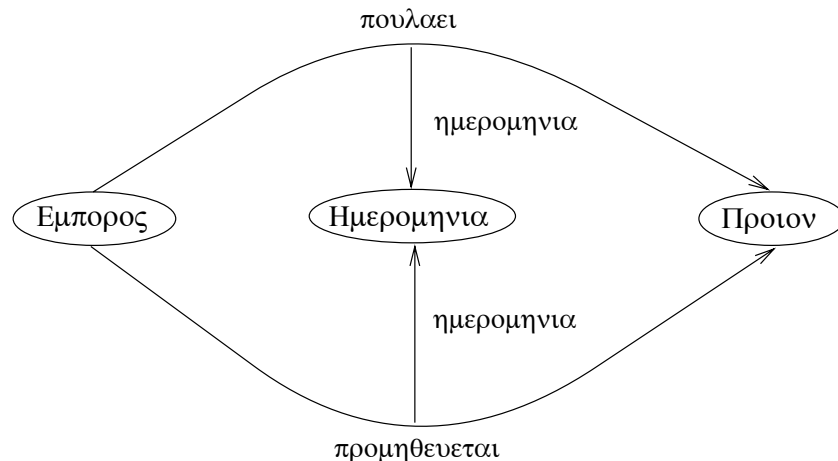 πουλαει
ημερομηνια
Εμπορος
Ημερομηνια
Προιον
ημερομηνια
προμηθευεται